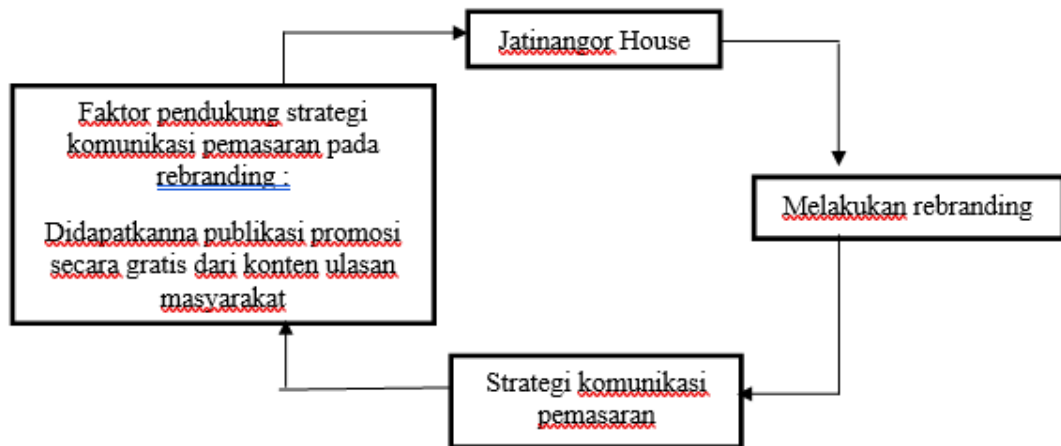 Jatinangor House
Faktor pendukung strategi
komunikasi pemasaran pada
rebranding :
Didapatkanna publikasi promosi
secara gratis dari konten ulasan
masyarakat
Melakukan rebranding
Strategi komunikasi
pemasaran